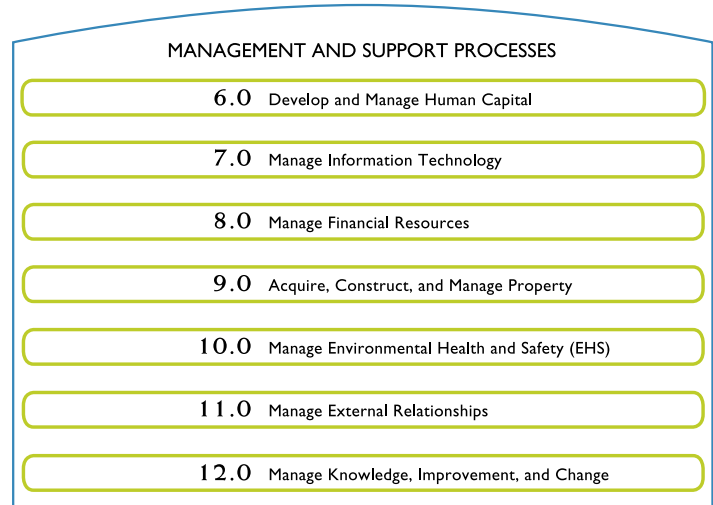 MANAGEMENT AND SUPPORT PROCESSES
6.0 Develop and Manage Human Capital
7.0 Manage Information Technology
8.0 Manage Financial Resources
9.0 Acquire, Construct, and Manage Property
10.0 Manage Environmental Health and Safety (EHS)
11.0 Manage External Relationships
12.0 Manage Knowledge, Improvement, and Change